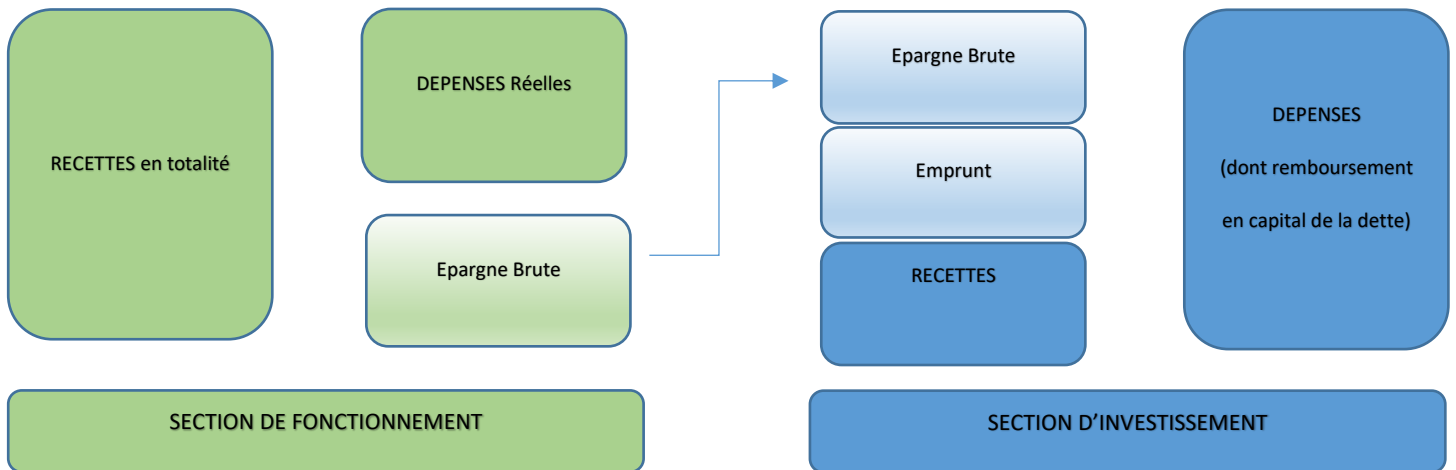 RECETTES en totalité
DEPENSES Réelles
Epargne Brute
Epargne Brute
Emprunt
RECETTES
DEPENSES
(dont remboursement
en capital de la dette)
SECTION DE FONCTIONNEMENT
SECTION D’INVESTISSEMENT